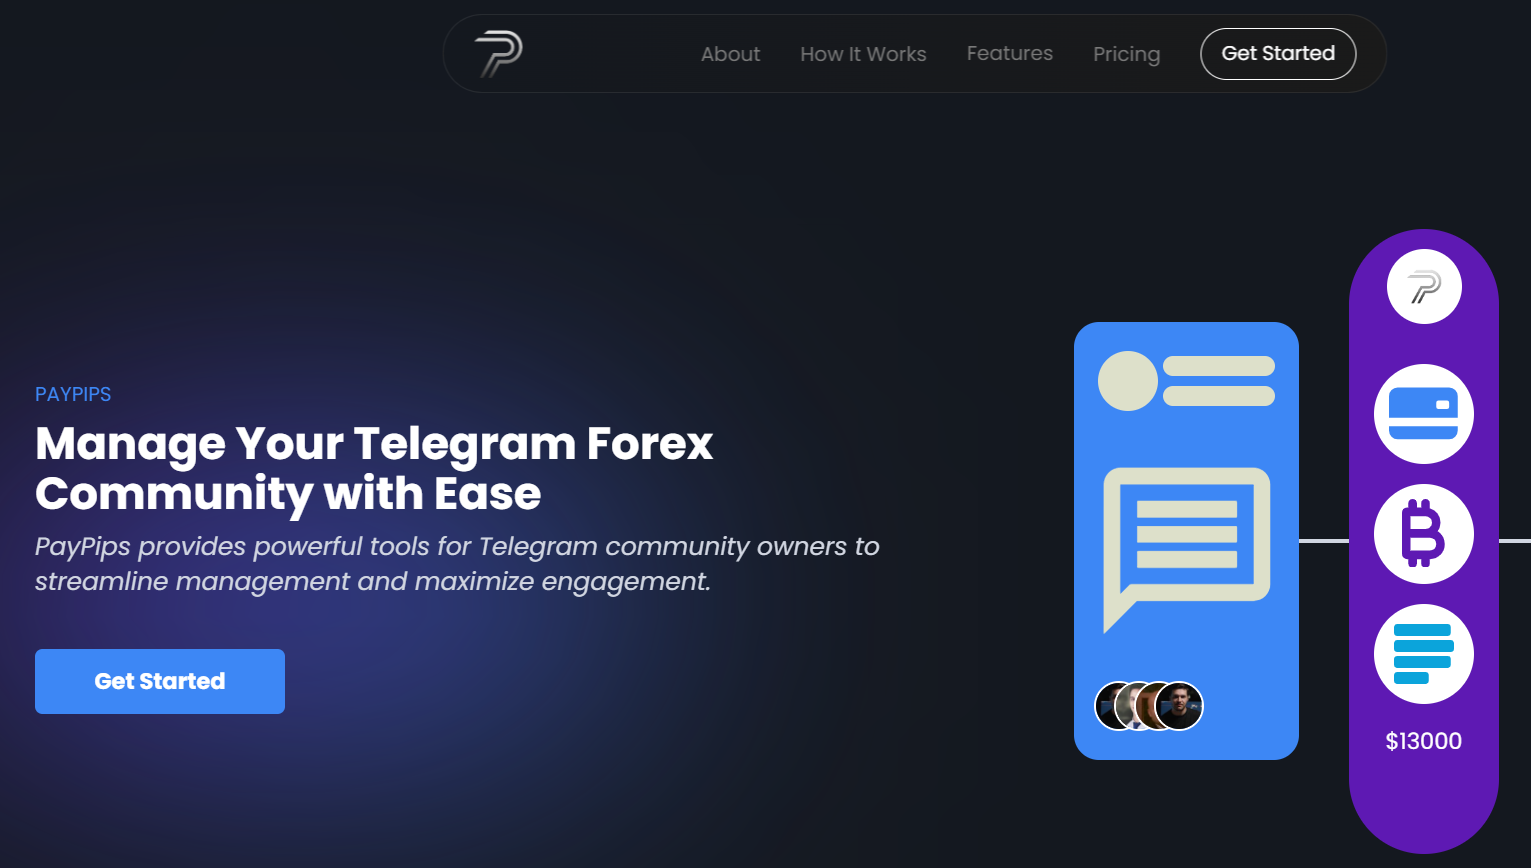 About
How It Works
Features
Pricing
Get Started
PAYPIPS
Manage Your Telegram Forex
Community with Ease
PayPips provides powerful tools for Telegram community owners to
streamline management and maximize engagement.
Get Started
$13000